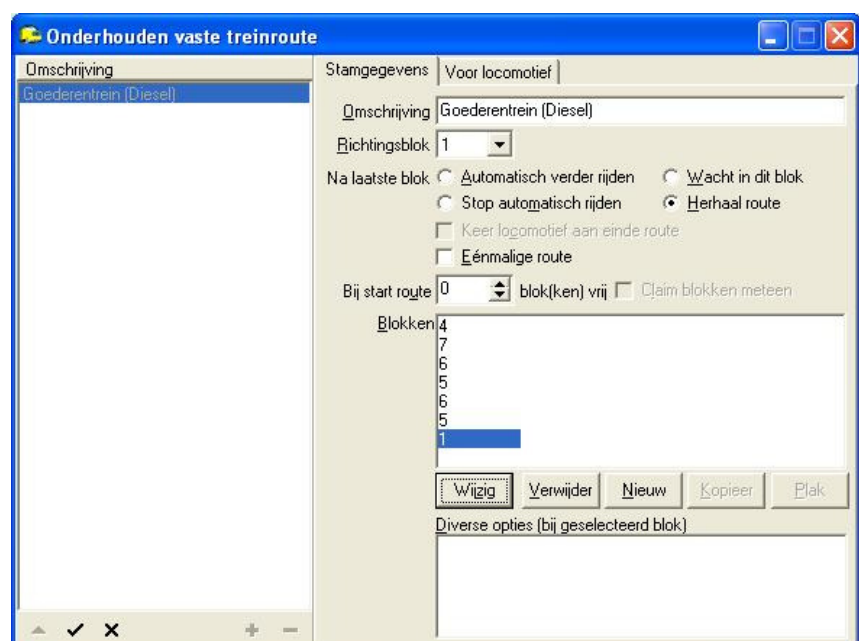 Onderhouden vaste treinroute
Omschrijving
Goederentrein (Diesel)
Stamgegevens
Voor locomotief
Omschrijving Goederentrein (Diesel)
Richtingsblok 1
Na laatste blok Automatisch verder rijden Wacht in dit blok
Stop automatisch rijden Herhaal route
Keer locomotief aan einde route
Eénmalige route
Bij start route 0 blok(ken) vrij Claim blokken meteen
Blokken 4
7
6
5
6
5
1
Wijzig Verwijder Nieuw Kopieer Plak
Diverse opties (bij geselecteerd blok)